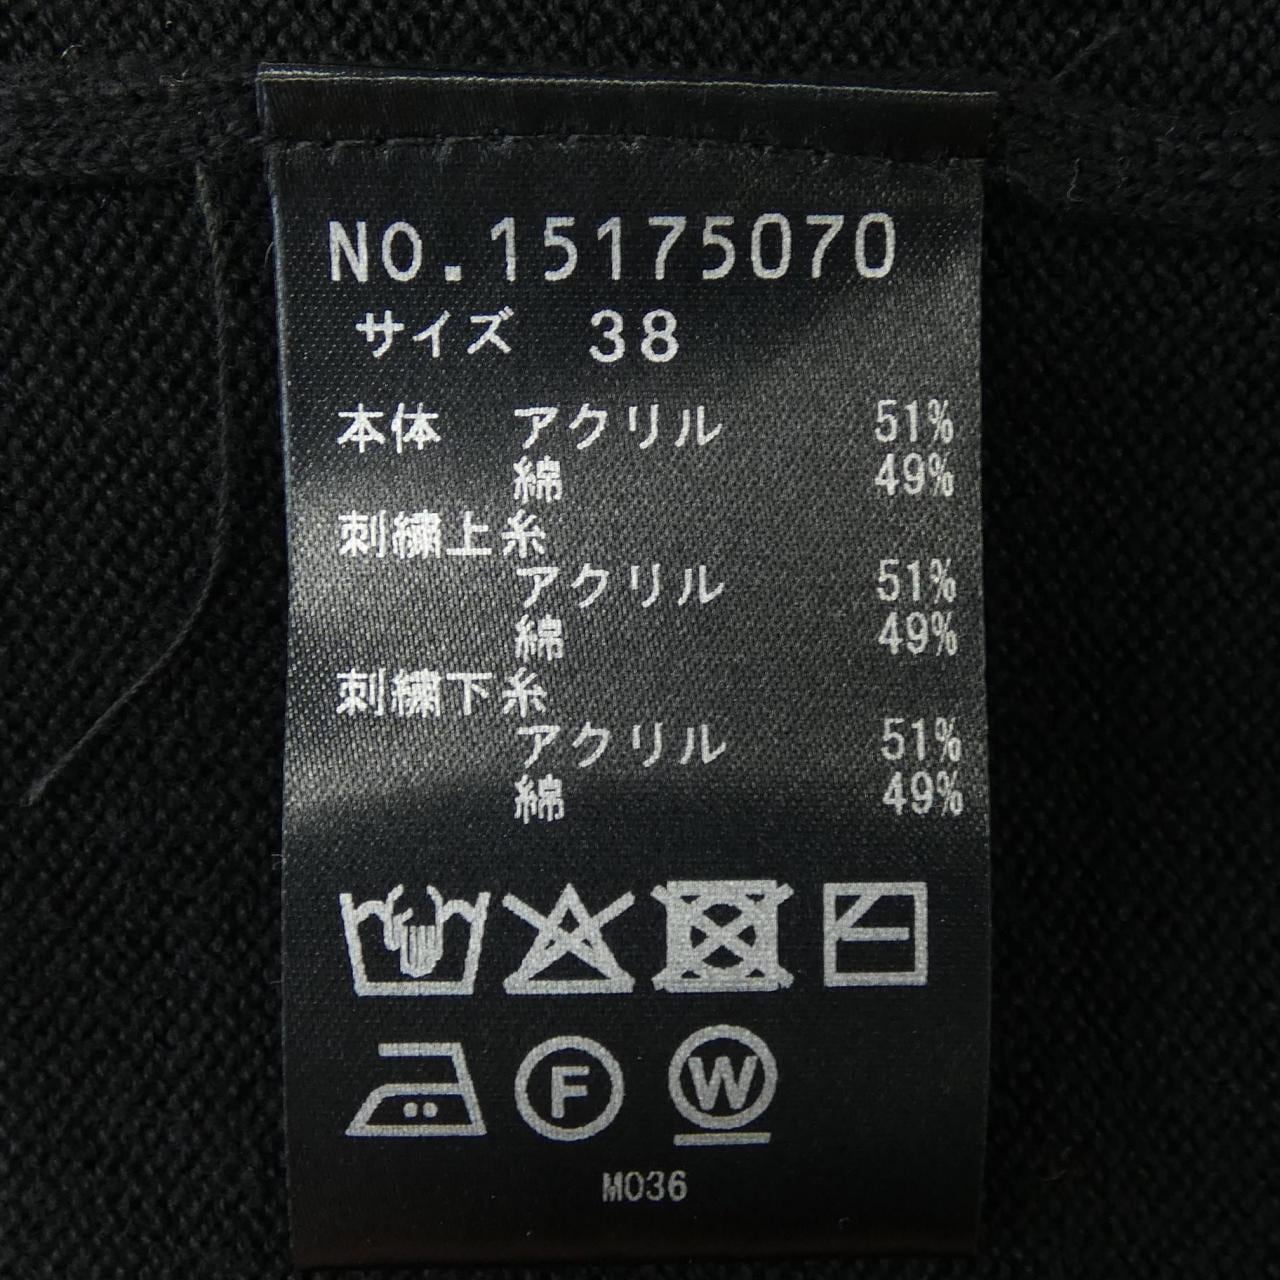 NO.15175070
サイズ 38
本体 アクリル 51%
綿 49%
刺繍上糸
アクリル 51%
綿 49%
刺繍下糸
アクリル 51%
綿 49%
F W
M036